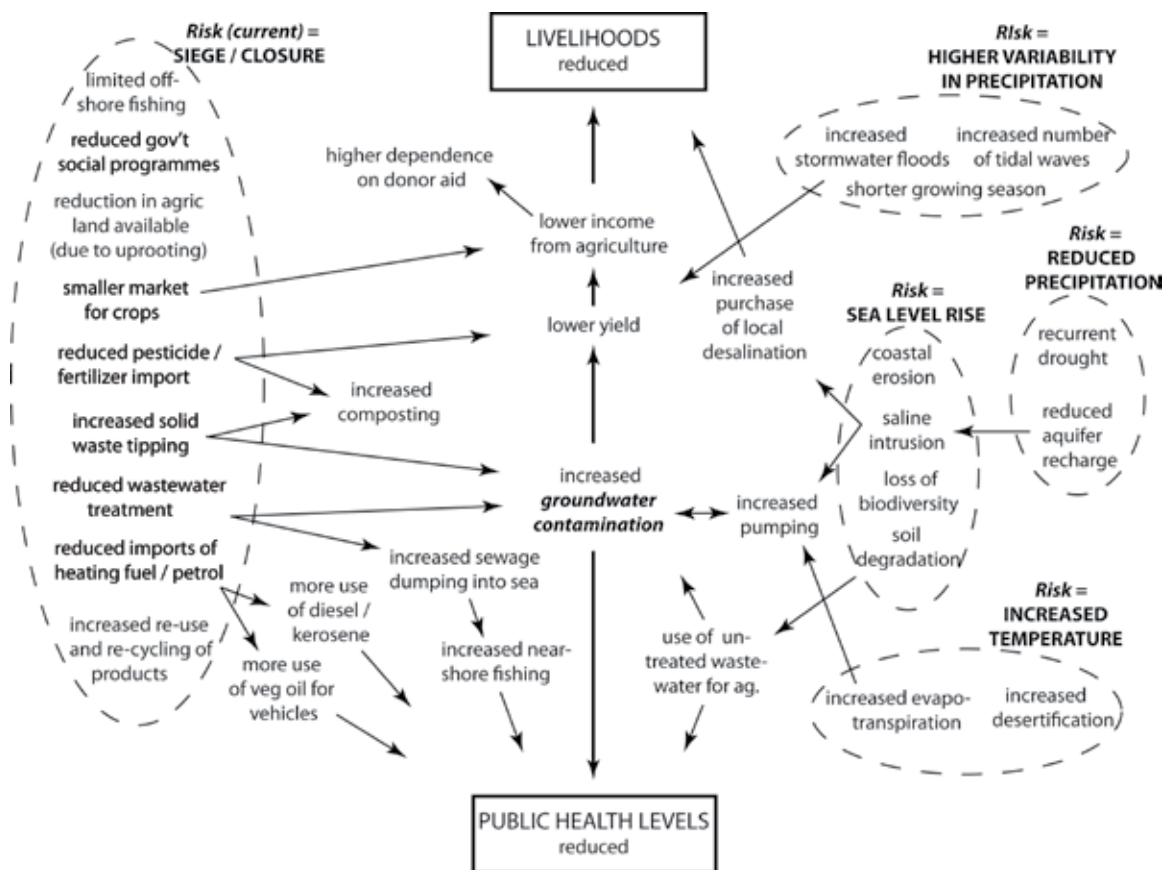 Risk (current) =
SIEGE / CLOSURE
limited off-
shore fishing
reduced gov't
social programmes
reduction in agric
land available
(due to uprooting)
smaller market
for crops
reduced pesticide /
fertilizer import
increased solid
waste tipping
reduced wastewater
treatment
reduced imports of
heating fuel / petrol
increased re-use
and re-cycling of
products
higher dependence
on donor aid
increased
composting
more use
of diesel /
kerosene
more use
of veg oil for
vehicles
increased sewage
dumping into sea
increased near-
shore fishing
LIVELIHOODS
reduced
lower income
from agriculture
lower yield
increased
groundwater
contamination
PUBLIC HEALTH LEVELS
reduced
increased
purchase
of local
desalination
increased
pumping
use of un-
treated waste-
water for ag.
RIsk =
HIGHER VARIABILITY
IN PRECIPITATION
increased
stormwater floods
increased number
of tidal waves
shorter growing season
Risk =
REDUCED
PRECIPITATION
recurrent
drought
reduced
aquifer
recharge
Risk =
SEA LEVEL RISE
coastal
erosion
saline
intrusion
loss of
biodiversity
soil
degradation
Risk =
INCREASED
TEMPERATURE
increased evapo-
transpiration
increased
desertification